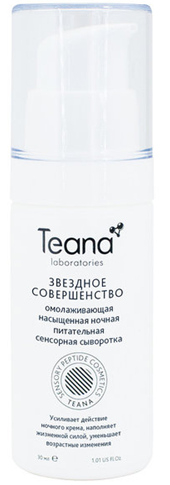 Teana
laboratories
ЗВЕЗДНОЕ
СОВЕРШЕНСТВО
омолаживающая
насыщенная ночная
питательная
сенсорная сыворотка
SENSORY PEPTIDE COSMETICS
TEANA
Усиливает действие
ночного крема, наполняет
жизненной силой, уменьшает
возрастные изменения
30 мл e 1.01 US FL.Oz.